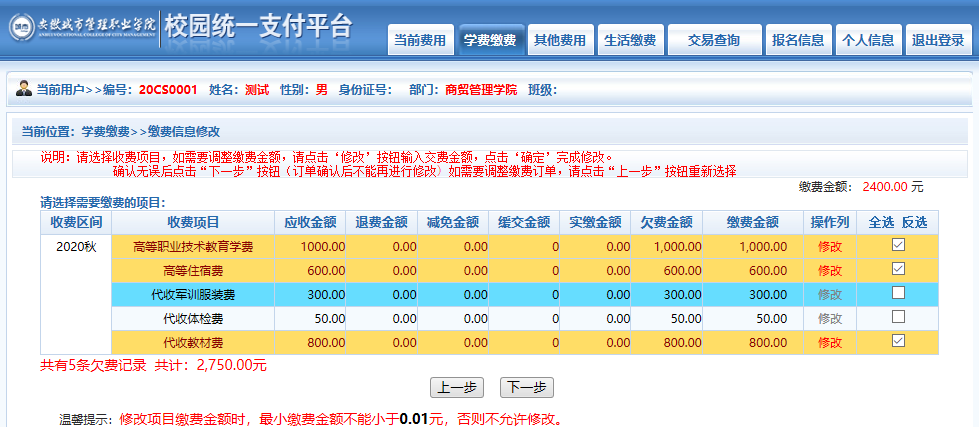 安徽城市管理职业学院 校园统一支付平台
ANHUI VOCATIONAL COLLEGE OF CITY MANAGEMENT
当前费用 学费缴费 其他费用 生活缴费 交易查询 报名信息 个人信息 退出登录
当前用户>>编号：20CS0001 姓名：测试 性别：男 身份证号： 部门：商贸管理学院 班级：
当前位置：学费缴费>>缴费信息修改
说明：请选择收费项目，如需要调整缴费金额，请点击‘修改’按钮输入交费金额，点击‘确定’完成修改。
确认无误后点击“下一步”按钮（订单确认后不能再进行修改）如需要调整缴费订单，请点击“上一步”按钮重新选择
缴费金额： 2400.00 元
请选择需要缴费的项目：
收费区间 收费项目 应收金额 退费金额 减免金额 缓交金额 实缴金额 欠费金额 缴费金额 操作列 全选 反选
2020秋 高等职业技术教育学费 1000.00 0.00 0.00 0 0.00 1,000.00 1,000.00 修改
高等住宿费 600.00 0.00 0.00 0 0.00 600.00 600.00 修改
代收军训服装费 300.00 0.00 0.00 0 0.00 300.00 300.00 修改
代收体检费 50.00 0.00 0.00 0 0.00 50.00 50.00 修改
代收教材费 800.00 0.00 0.00 0 0.00 800.00 800.00 修改
共有5条欠费记录 共计：2,750.00元
上一步 下一步
温馨提示：修改项目缴费金额时，最小缴费金额不能小于0.01元，否则不允许修改。